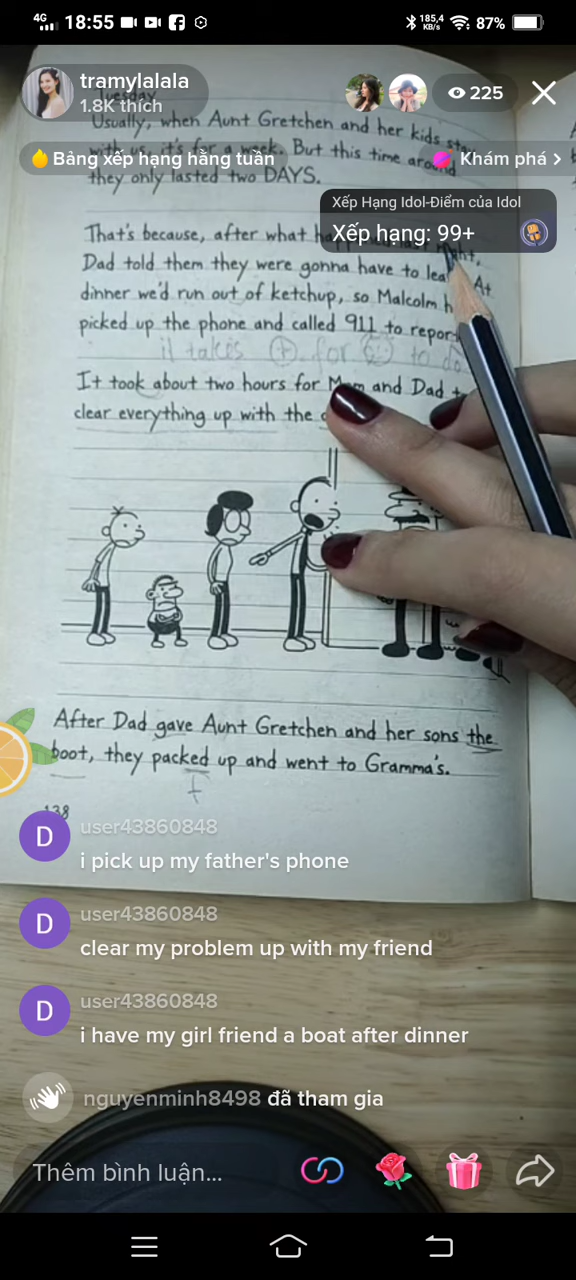 4G 18:55 185,4 KB/s 87%
tramylalala
1.8K thích
225
Tuesday
Usually, when Aunt Gretchen and her kids
Bảng xếp hạng hằng tuần
Khám phá >
with us, it's for a week. But this time around
they only lasted two DAYS.
Xếp Hạng Idol-Điểm của Idol
Xếp hạng: 99+
That's because, after what
Dad told them they were gonna have to
At
dinner we'd run out of ketchup, so Malcolm
picked up the phone and called 911 to
it takes for to do
It took about two hours for Mom and Dad
clear everything up with the
After Dad gave Aunt Gretchen and her sons the
boot, they packed up and went to Gramma's.
t
138
D
user43860848
i pick up my father's phone
D
user43860848
clear my problem up with my friend
D
user43860848
i have my girl friend a boat after dinner
nguyenminh8498 đã tham gia
Thêm bình luận...